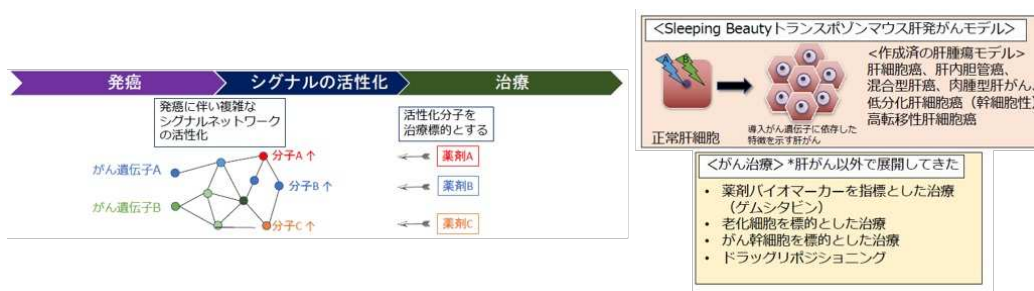 発癌
シグナルの活性化
治療
発癌に伴い複雑な
シグナルネットワーク
の活性化
活性化分子を
治療標的とする
がん遺伝子A
がん遺伝子B
分子A↑
分子B↑
分子C↑
薬剤A
薬剤B
薬剤C
<Sleeping Beautyトランスポゾンマウス肝発がんモデル>
A
B
正常肝細胞
導入がん遺伝子に依存した
特徴を示す肝がん
<作成済の肝腫瘍モデル>
肝細胞癌、肝内胆管癌、
混合型肝癌、肉腫型肝がん、
低分化肝細胞癌（幹細胞性）
高転移性肝細胞癌
<がん治療>*肝がん以外で展開してきた
• 薬剤バイオマーカーを指標とした治療
（ゲムシタビン）
• 老化細胞を標的とした治療
• がん幹細胞を標的とした治療
• ドラッグリポジショニング